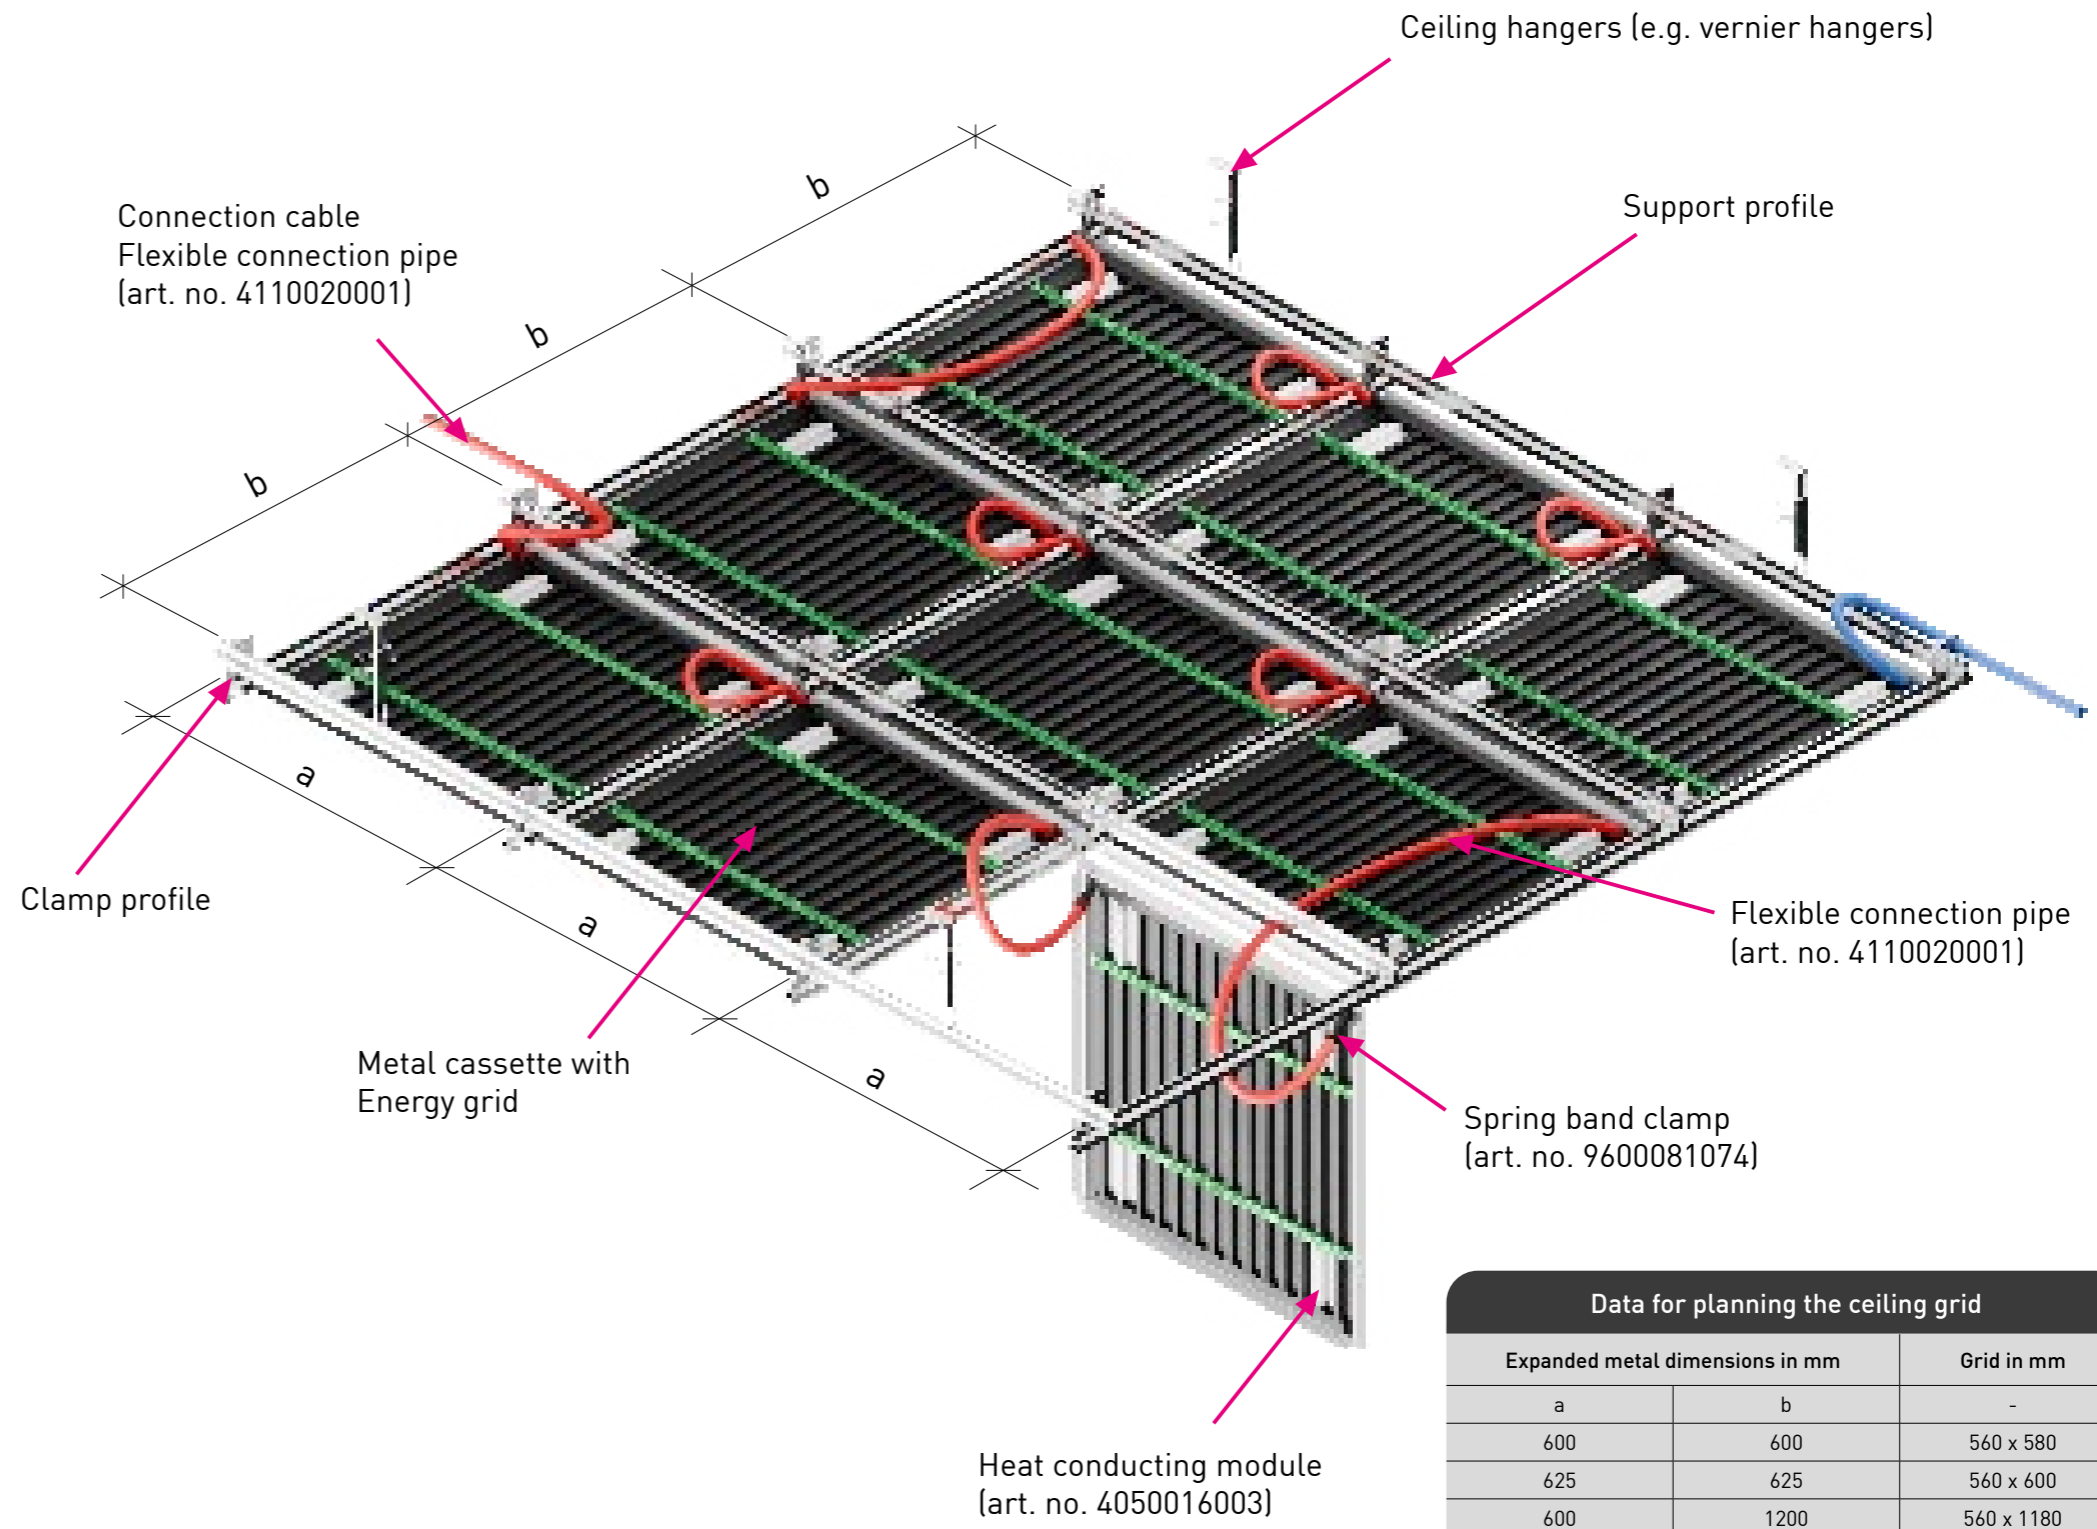 Ceiling hangers (e.g. vernier hangers)
Support profile
Connection cable
Flexible connection pipe
(art. no. 4110020001)
b
b
b
a
a
a
Clamp profile
Metal cassette with
Energy grid
Flexible connection pipe
(art. no. 4110020001)
Spring band clamp
(art. no. 9600081074)
Heat conducting module
(art. no. 4050016003)
Data for planning the ceiling grid
Expanded metal dimensions in mm Grid in mm
a b -
600 600 560 x 580
625 625 560 x 600
600 1200 560 x 1180